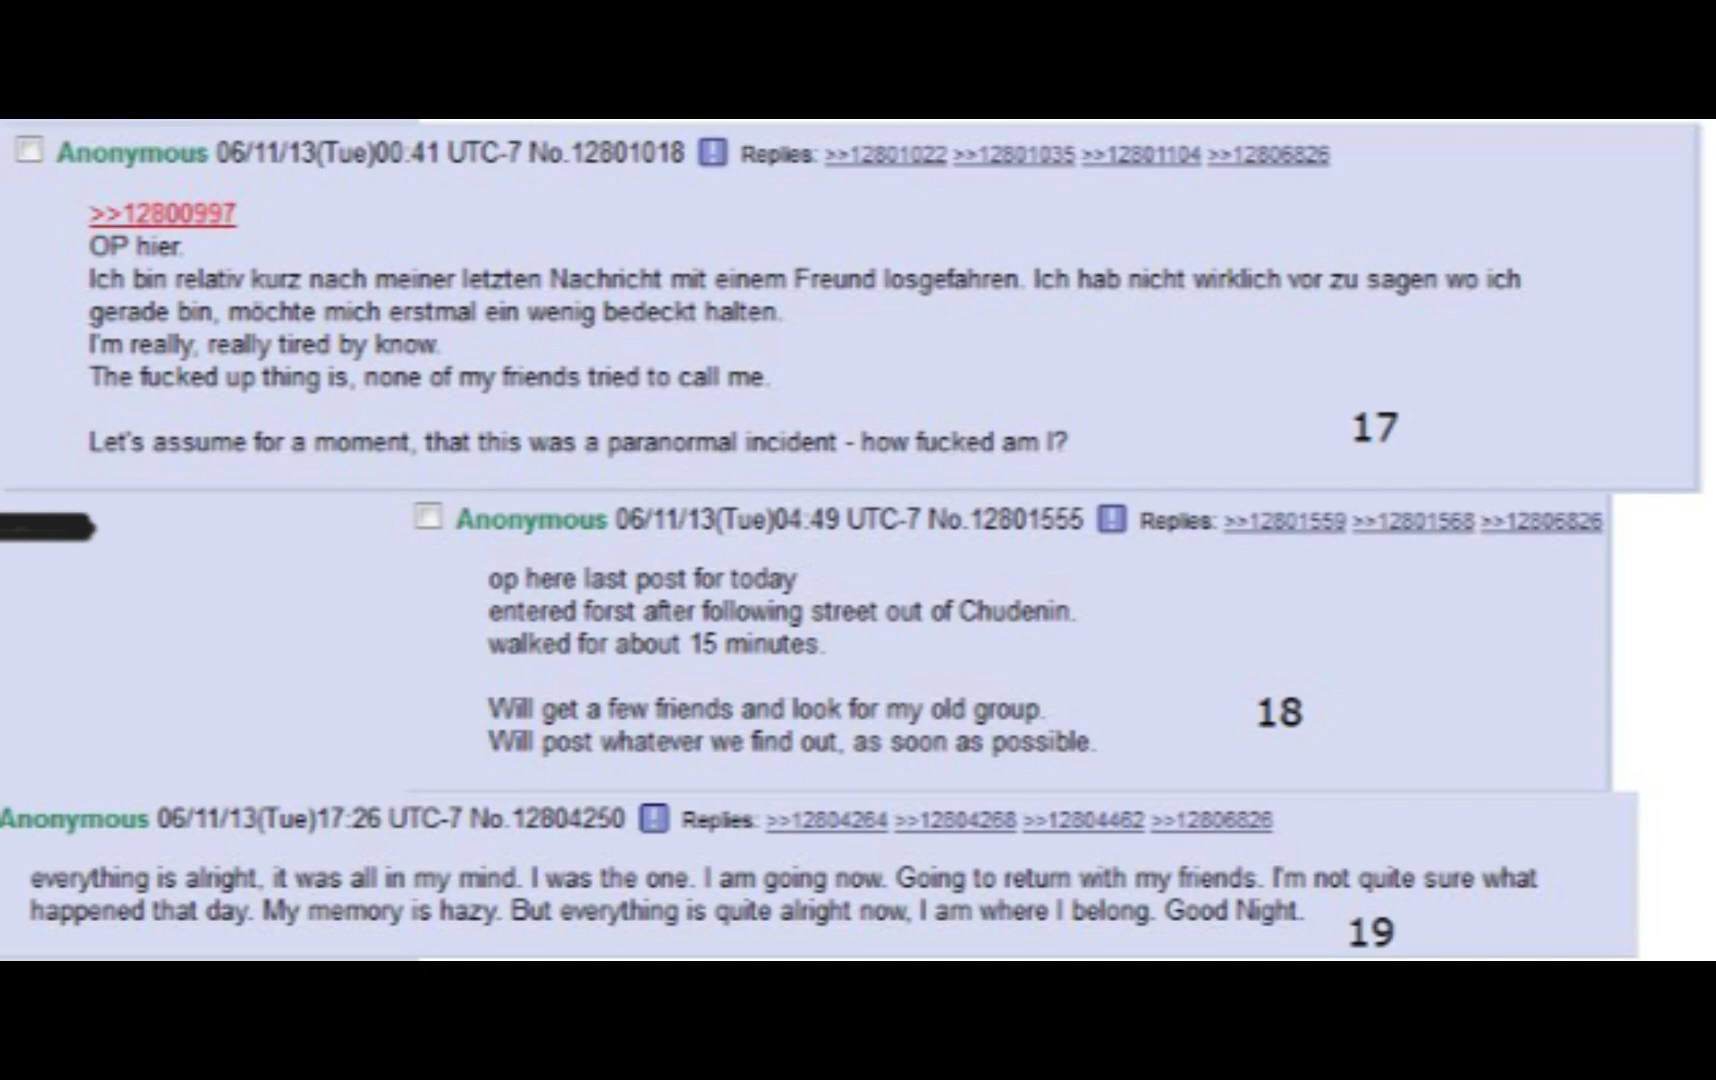 Anonymous 06/11/13(Tue)00:41 UTC-7 No.12801018 Replies: >>12801022 >>12801035 >>12801104 >>12806826
>>12800997
OP hier.
Ich bin relativ kurz nach meiner letzten Nachricht mit einem Freund losgefahren. Ich hab nicht wirklich vor zu sagen wo ich
gerade bin, möchte mich erstmal ein wenig bedeckt halten.
I'm really, really tired by know.
The fucked up thing is, none of my friends tried to call me.
Let's assume for a moment, that this was a paranormal incident - how fucked am I?
17
Anonymous 06/11/13(Tue)04:49 UTC-7 No.12801555 Replies: >>12801559 >>12801568 >>12806826
op here last post for today
entered forst after following street out of Chudenin.
walked for about 15 minutes.
Will get a few friends and look for my old group.
18
Will post whatever we find out, as soon as possible.
Anonymous 06/11/13(Tue)17:26 UTC-7 No.12804250 Replies: >>12804264 >>12804268 >>12804462 >>12806826
everything is alright, it was all in my mind. I was the one. I am going now. Going to return with my friends. I'm not quite sure what
happened that day. My memory is hazy. But everything is quite alright now, I am where I belong. Good Night.
19